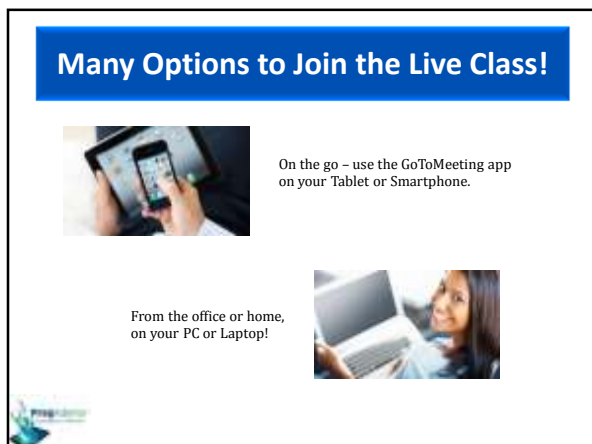 Many Options to Join the Live Class!
On the go – use the GoToMeeting app
on your Tablet or Smartphone.
From the office or home,
on your PC or Laptop!